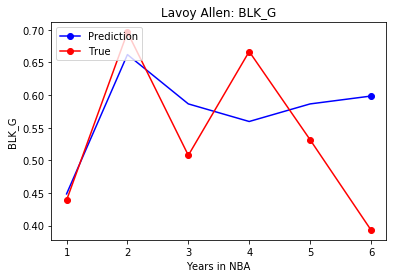 Lavoy Allen: BLK_G
Prediction
True
0.70
0.65
0.60
0.55
0.50
0.45
0.40
BLK_G
1 2 3 4 5 6
Years in NBA